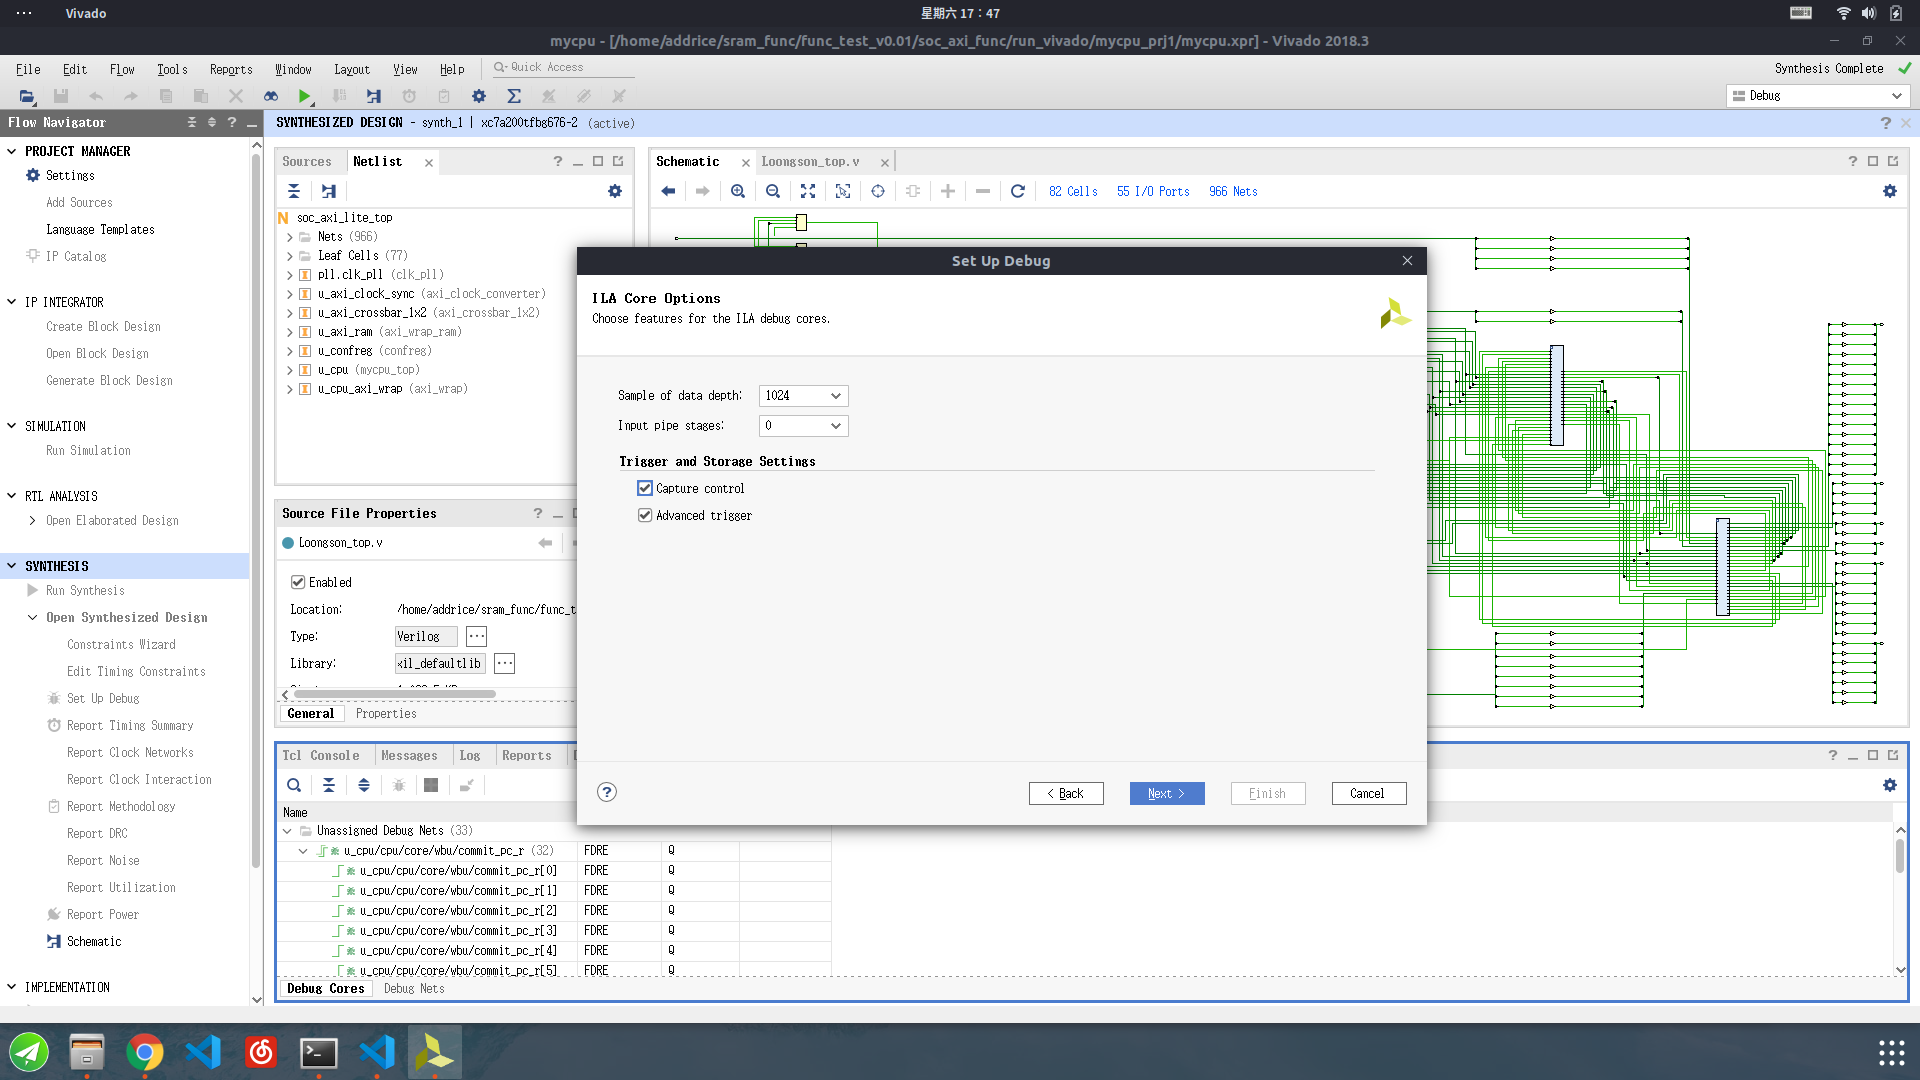 Vivado
星期六 17：47
mycpu - [/home/addrice/sram_func/func_test_v0.01/soc_axi_func/run_vivado/mycpu_prj1/mycpu.xpr] - Vivado 2018.3
File Edit Flow Tools Reports Window Layout View Help
Quick Access
Synthesis Complete
Debug
Flow Navigator
SYNTHESIZED DESIGN - synth_1 | xc7a200tfbg676-2 (active)
PROJECT MANAGER
Settings
Add Sources
Language Templates
IP Catalog
IP INTEGRATOR
Create Block Design
Open Block Design
Generate Block Design
SIMULATION
Run Simulation
RTL ANALYSIS
Open Elaborated Design
SYNTHESIS
Run Synthesis
Open Synthesized Design
Constraints Wizard
Edit Timing Constraints
Set Up Debug
Report Timing Summary
Report Clock Networks
Report Clock Interaction
Report Methodology
Report DRC
Report Noise
Report Utilization
Report Power
Schematic
IMPLEMENTATION
Sources Netlist
soc_axi_lite_top
Nets (966)
Leaf Cells (77)
pll.clk_pll (clk_pll)
u_axi_clock_sync (axi_clock_converter)
u_axi_crossbar_1x2 (axi_crossbar_1x2)
u_axi_ram (axi_wrap_ram)
u_confreg (confreg)
u_cpu (mycpu_top)
u_cpu_axi_wrap (axi_wrap)
Schematic Loongson_top.v
82 Cells 55 I/O Ports 966 Nets
Source File Properties
Loongson_top.v
Enabled
Location: /home/addrice/sram_func/func_t
Type: Verilog
Library: xil_defaultlib
General Properties
Set Up Debug
ILA Core Options
Choose features for the ILA debug cores.
Sample of data depth: 1024
Input pipe stages: 0
Trigger and Storage Settings
Capture control
Advanced trigger
?
< Back Next > Finish Cancel
Tcl Console Messages Log Reports
Name
Unassigned Debug Nets (33)
u_cpu/cpu/core/wbu/commit_pc_r (32) FDRE Q
u_cpu/cpu/core/wbu/commit_pc_r[0] FDRE Q
u_cpu/cpu/core/wbu/commit_pc_r[1] FDRE Q
u_cpu/cpu/core/wbu/commit_pc_r[2] FDRE Q
u_cpu/cpu/core/wbu/commit_pc_r[3] FDRE Q
u_cpu/cpu/core/wbu/commit_pc_r[4] FDRE Q
u_cpu/cpu/core/wbu/commit_pc_r[5] FDRE Q
Debug Cores Debug Nets